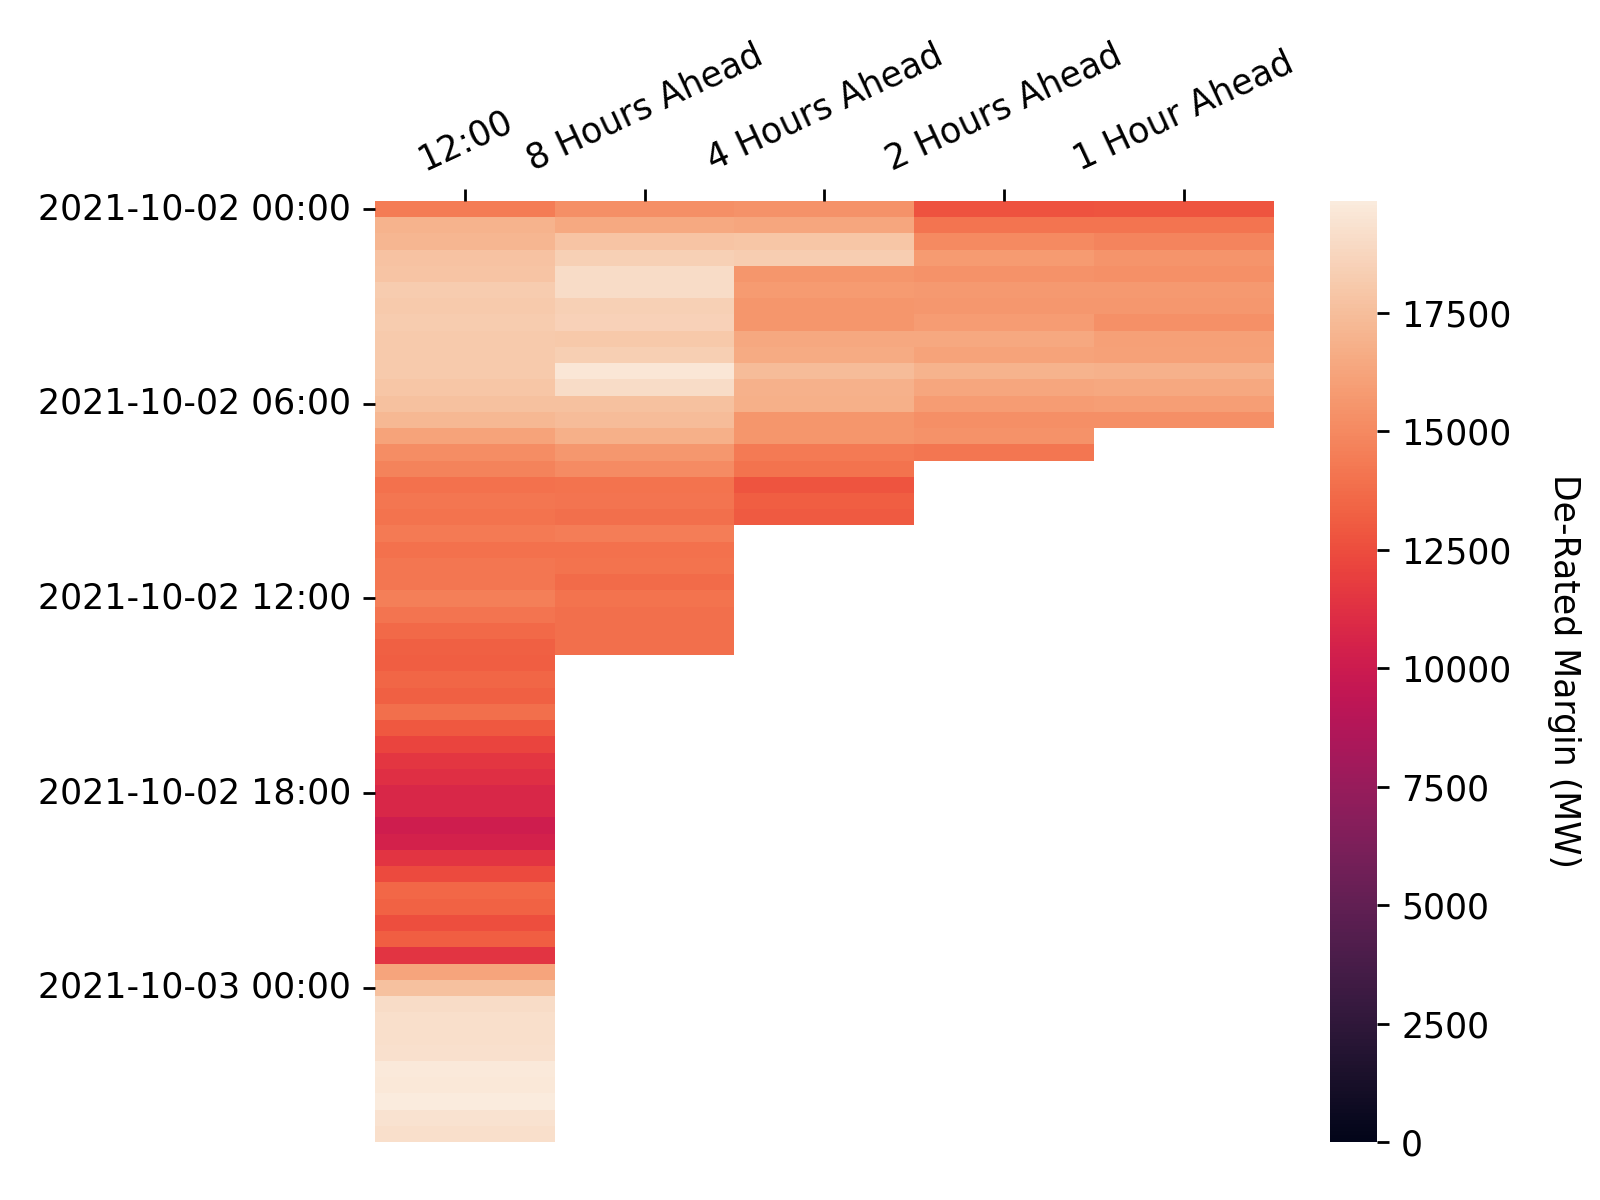 12:00
8 Hours Ahead
4 Hours Ahead
2 Hours Ahead
1 Hour Ahead
2021-10-02 00:00
2021-10-02 06:00
2021-10-02 12:00
2021-10-02 18:00
2021-10-03 00:00
17500
15000
12500
10000
7500
5000
2500
0
De-Rated Margin (MW)